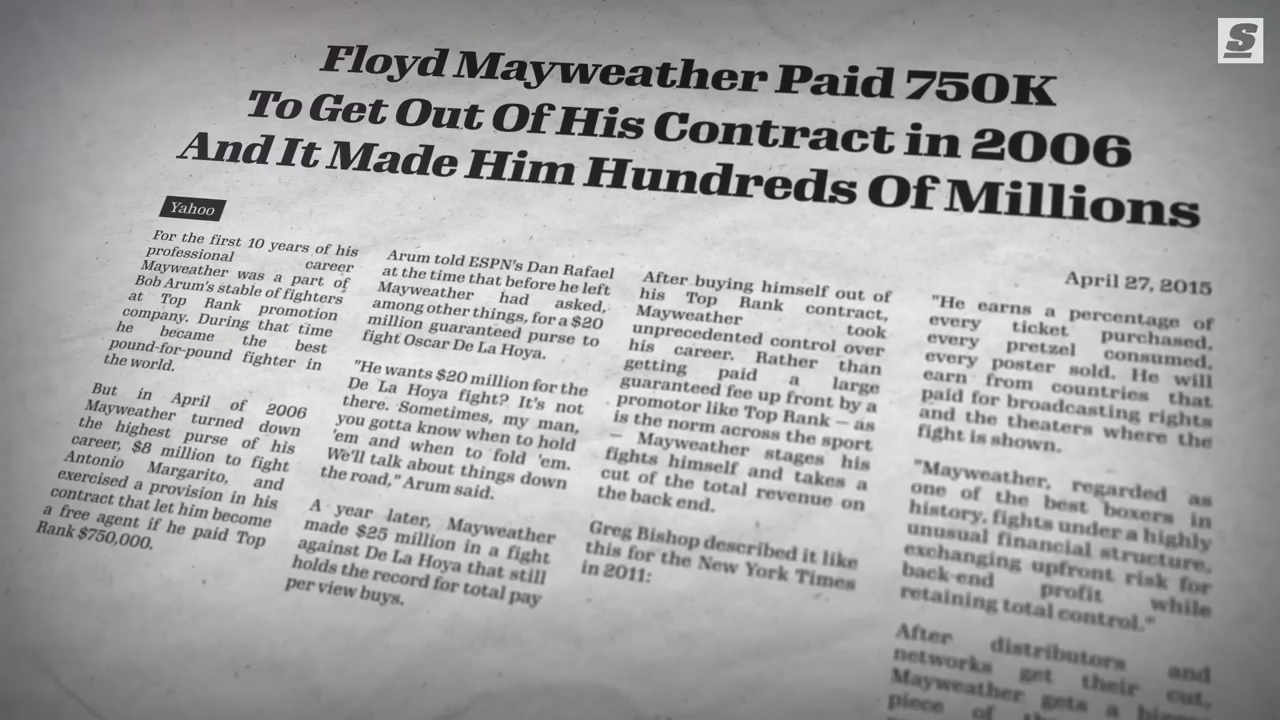 S
Floyd Mayweather Paid 750K
To Get Out Of His Contract in 2006
And It Made Him Hundreds Of Millions
Yahoo
For the first 10 years of his
professional career
Mayweather was a part of
Bob Arum's stable of fighters
at Top Rank promotion
company. During that time
he became the best
pound-for-pound fighter in
the world.
But in April of 2006
Mayweather turned down
the highest purse of his
career, $8 million to fight
Antonio Margarito, and
exercised a provision in his
contract that let him become
a free agent if he paid Top
Rank $750,000.
Arum told ESPN's Dan Rafael
at the time that before he left
Mayweather had asked,
among other things, for a $20
million guaranteed purse to
fight Oscar De La Hoya.
"He wants $20 million for the
De La Hoya fight? It's not
there. Sometimes, my man,
you gotta know when to hold
'em and when to fold 'em.
We'll talk about things down
the road," Arum said.
A year later, Mayweather
made $25 million in a fight
against De La Hoya that still
holds the record for total pay
per view buys.
After buying himself out of
his Top Rank contract,
Mayweather took
unprecedented control over
his career. Rather than
getting paid a large
guaranteed fee up front by a
promotor like Top Rank — as
is the norm across the sport
— Mayweather stages his
fights himself and takes a
cut of the total revenue on
the back end.
Greg Bishop described it like
this for the New York Times
in 2011:
April 27, 2015
"He earns a percentage of
every ticket purchased,
every pretzel consumed,
every poster sold. He will
earn from countries that
paid for broadcasting rights
and the theaters where the
fight is shown.
"Mayweather, regarded as
one of the best boxers in
history, fights under a highly
unusual financial structure,
exchanging upfront risk for
back-end profit while
retaining total control."
After distributors and
networks get their cut,
Mayweather gets a
piece of